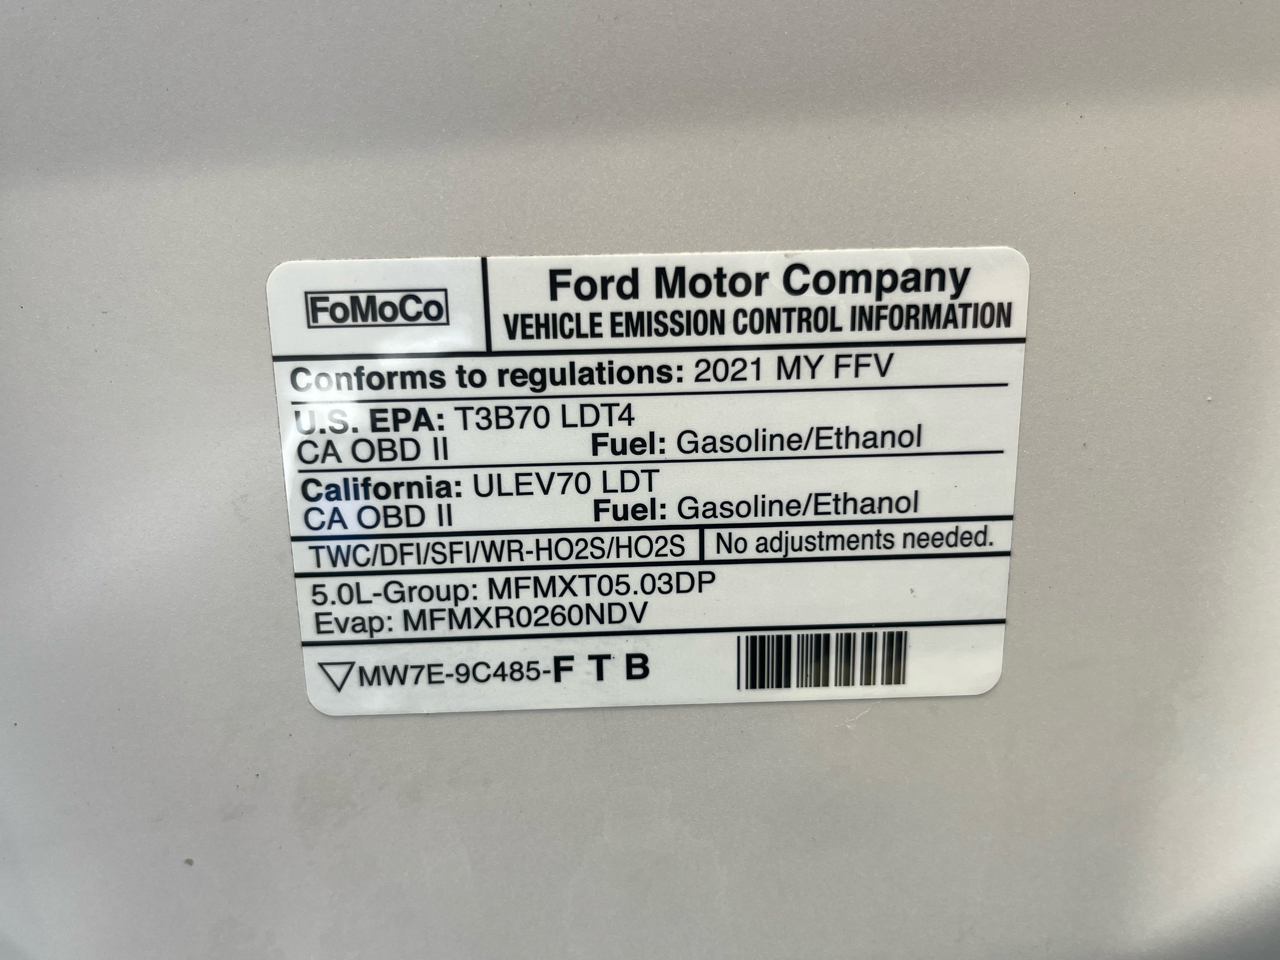 FoMoCo
Ford Motor Company
VEHICLE EMISSION CONTROL INFORMATION
Conforms to regulations: 2021 MY FFV
U.S. EPA: T3B70 LDT4
CA OBD II Fuel: Gasoline/Ethanol
California: ULEV70 LDT
CA OBD II Fuel: Gasoline/Ethanol
TWC/DFI/SFI/WR-HO2S/HO2S No adjustments needed.
5.0L-Group: MFMXT05.03DP
Evap: MFMXR0260NDV
MW7E-9C485-F T B